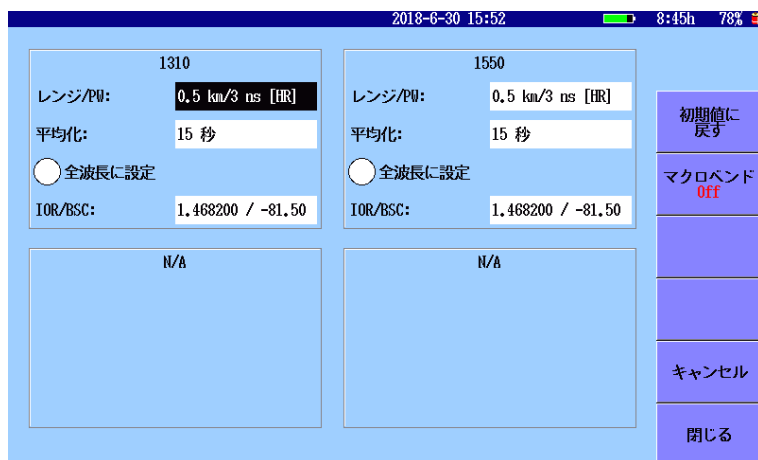 2018-6-30 15:52 8:45h 78%
1310
レンジ/PW: 0.5 km/3 ns [HR]
平均化: 15 秒
全波長に設定
IOR/BSC: 1.468200 / -81.50
1550
レンジ/PW: 0.5 km/3 ns [HR]
平均化: 15 秒
全波長に設定
IOR/BSC: 1.468200 / -81.50
N/A
N/A
初期値に
戻す
マクロベンド
Off
キャンセル
閉じる